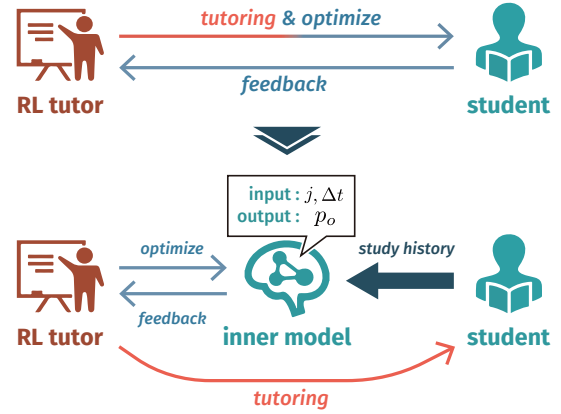 tutoring & optimize
feedback
RL tutor
student
input : j, Δt
output : pₒ
optimize
study history
feedback
RL tutor
inner model
student
tutoring